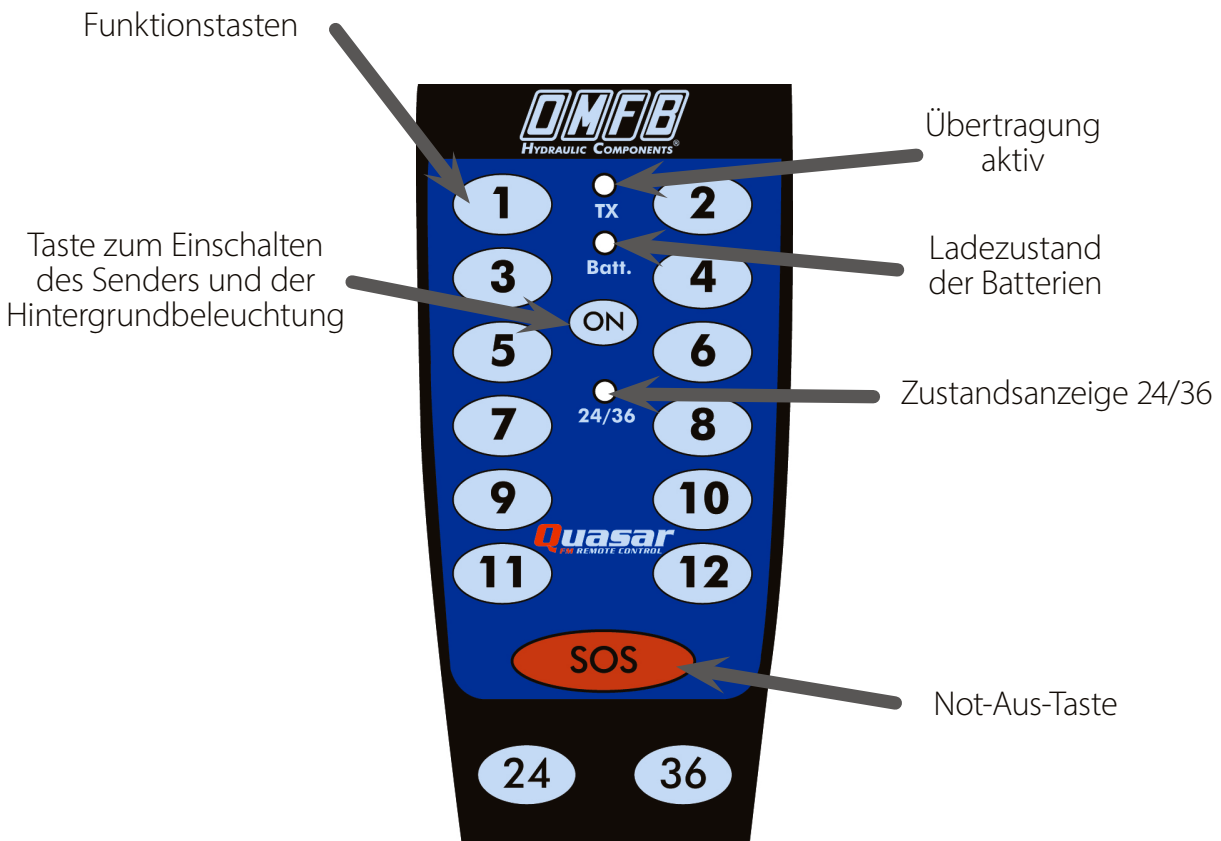 Funktionstasten
OMFB
HYDRAULIC COMPONENTS®
Übertragung
aktiv
1
TX
2
Taste zum Einschalten
des Senders und der
Hintergrundbeleuchtung
Batt.
Ladezustand
der Batterien
3
4
ON
5
6
24/36
Zustandsanzeige 24/36
7
8
9
10
Quasar
FM REMOTE CONTROL
11
12
SOS
Not-Aus-Taste
24
36